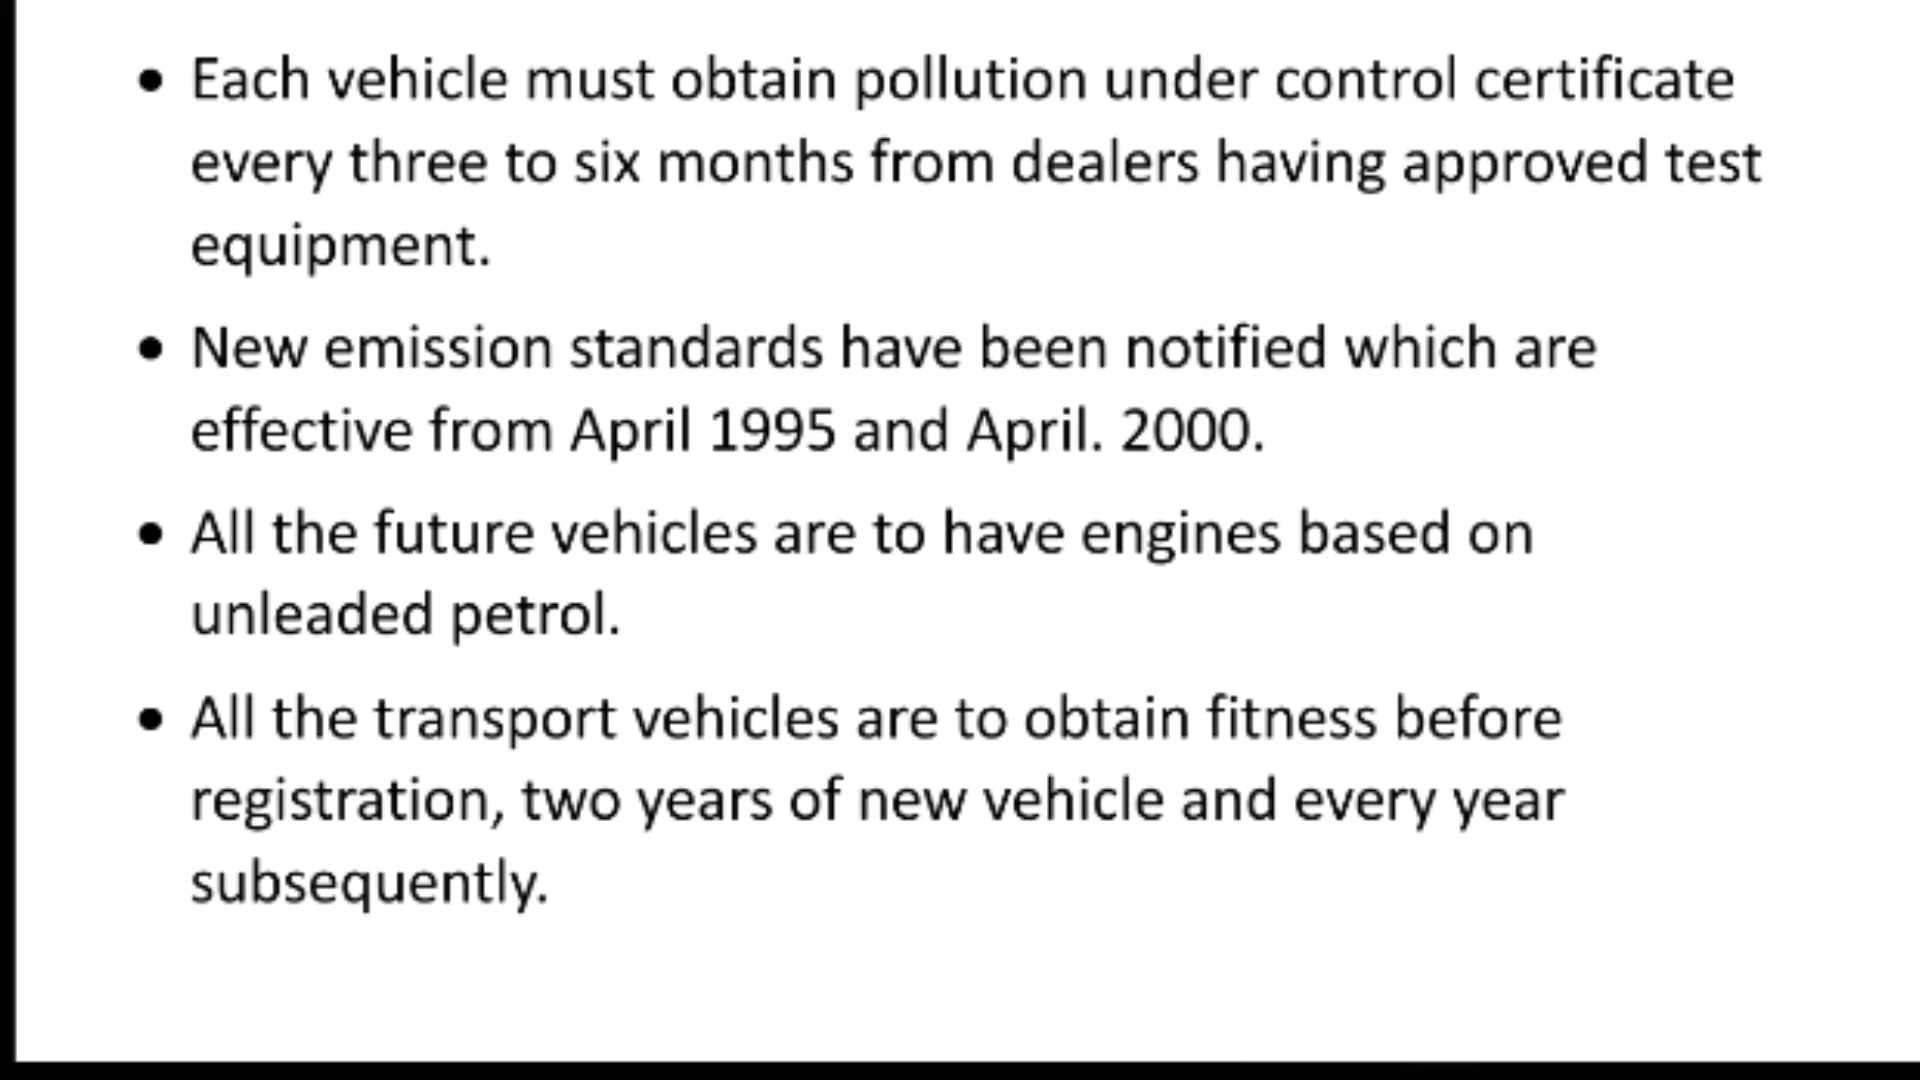 • Each vehicle must obtain pollution under control certificate
every three to six months from dealers having approved test
equipment.
• New emission standards have been notified which are
effective from April 1995 and April. 2000.
• All the future vehicles are to have engines based on
unleaded petrol.
• All the transport vehicles are to obtain fitness before
registration, two years of new vehicle and every year
subsequently.